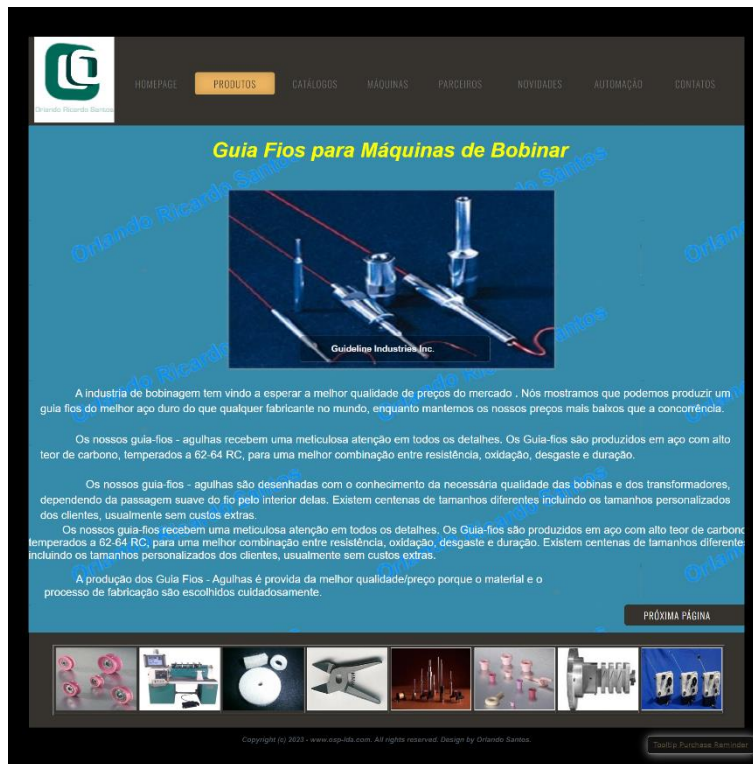 Orlando Ricardo Santos
HOMEPAGE PRODUTOS CATÁLOGOS MÁQUINAS PARCEIROS NOVIDADES AUTOMAÇÃO CONTATOS
Guia Fios para Máquinas de Bobinar
Orlando Ricardo Santos
Guideline Industries Inc.
A industria de bobinagem tem vindo a esperar a melhor qualidade de preços do mercado . Nós mostramos que podemos produzir um
guia fios do melhor aço duro do que qualquer fabricante no mundo, enquanto mantemos os nossos preços mais baixos que a concorrência.
Os nossos guia-fios - agulhas recebem uma meticulosa atenção em todos os detalhes. Os Guia-fios são produzidos em aço com alto
teor de carbono, temperados a 62-64 RC, para uma melhor combinação entre resistência, oxidação, desgaste e duração.
Os nossos guia-fios - agulhas são desenhadas com o conhecimento da necessária qualidade das bobinas e dos transformadores,
dependendo da passagem suave do fio pelo interior delas. Existem centenas de tamanhos diferentes incluindo os tamanhos personalizados
dos clientes, usualmente sem custos extras.
Os nossos guia-fios recebem uma meticulosa atenção em todos os detalhes. Os Guia-fios são produzidos em aço com alto teor de carbono
temperados a 62-64 RC, para uma melhor combinação entre resistência, oxidação, desgaste e duração. Existem centenas de tamanhos diferentes
incluindo os tamanhos personalizados dos clientes, usualmente sem custos extras.
A produção dos Guia Fios - Agulhas é provida da melhor qualidade/preço porque o material e o
processo de fabricação são escolhidos cuidadosamente.
PRÓXIMA PÁGINA
Copyright (c) 2023 - www.osp-lda.com. All rights reserved. Design by Orlando Santos.
Tooltip Purchase Reminder